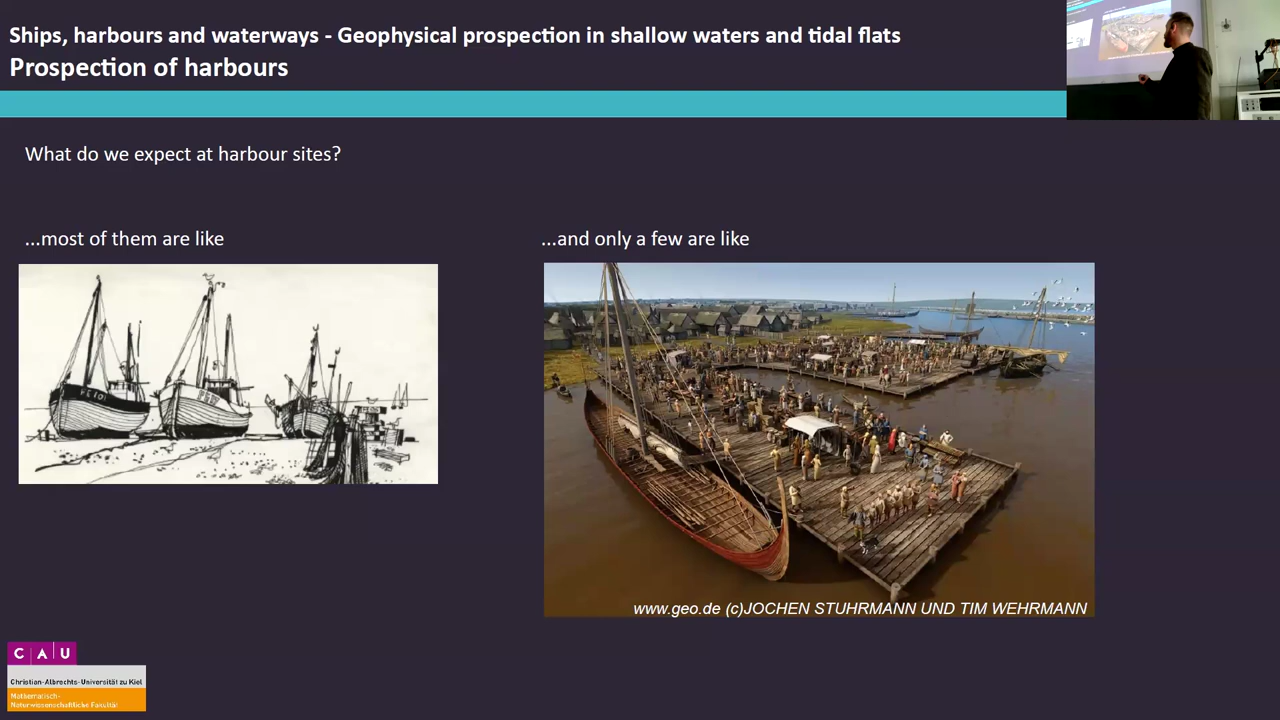 Ships, harbours and waterways - Geophysical prospection in shallow waters and tidal flats
Prospection of harbours
What do we expect at harbour sites?
...most of them are like
...and only a few are like
www.geo.de (c)JOCHEN STUHRMANN UND TIM WEHRMANN
C A U
Christian-Albrechts-Universität zu Kiel
Mathematisch-
Naturwissenschaftliche Fakultät